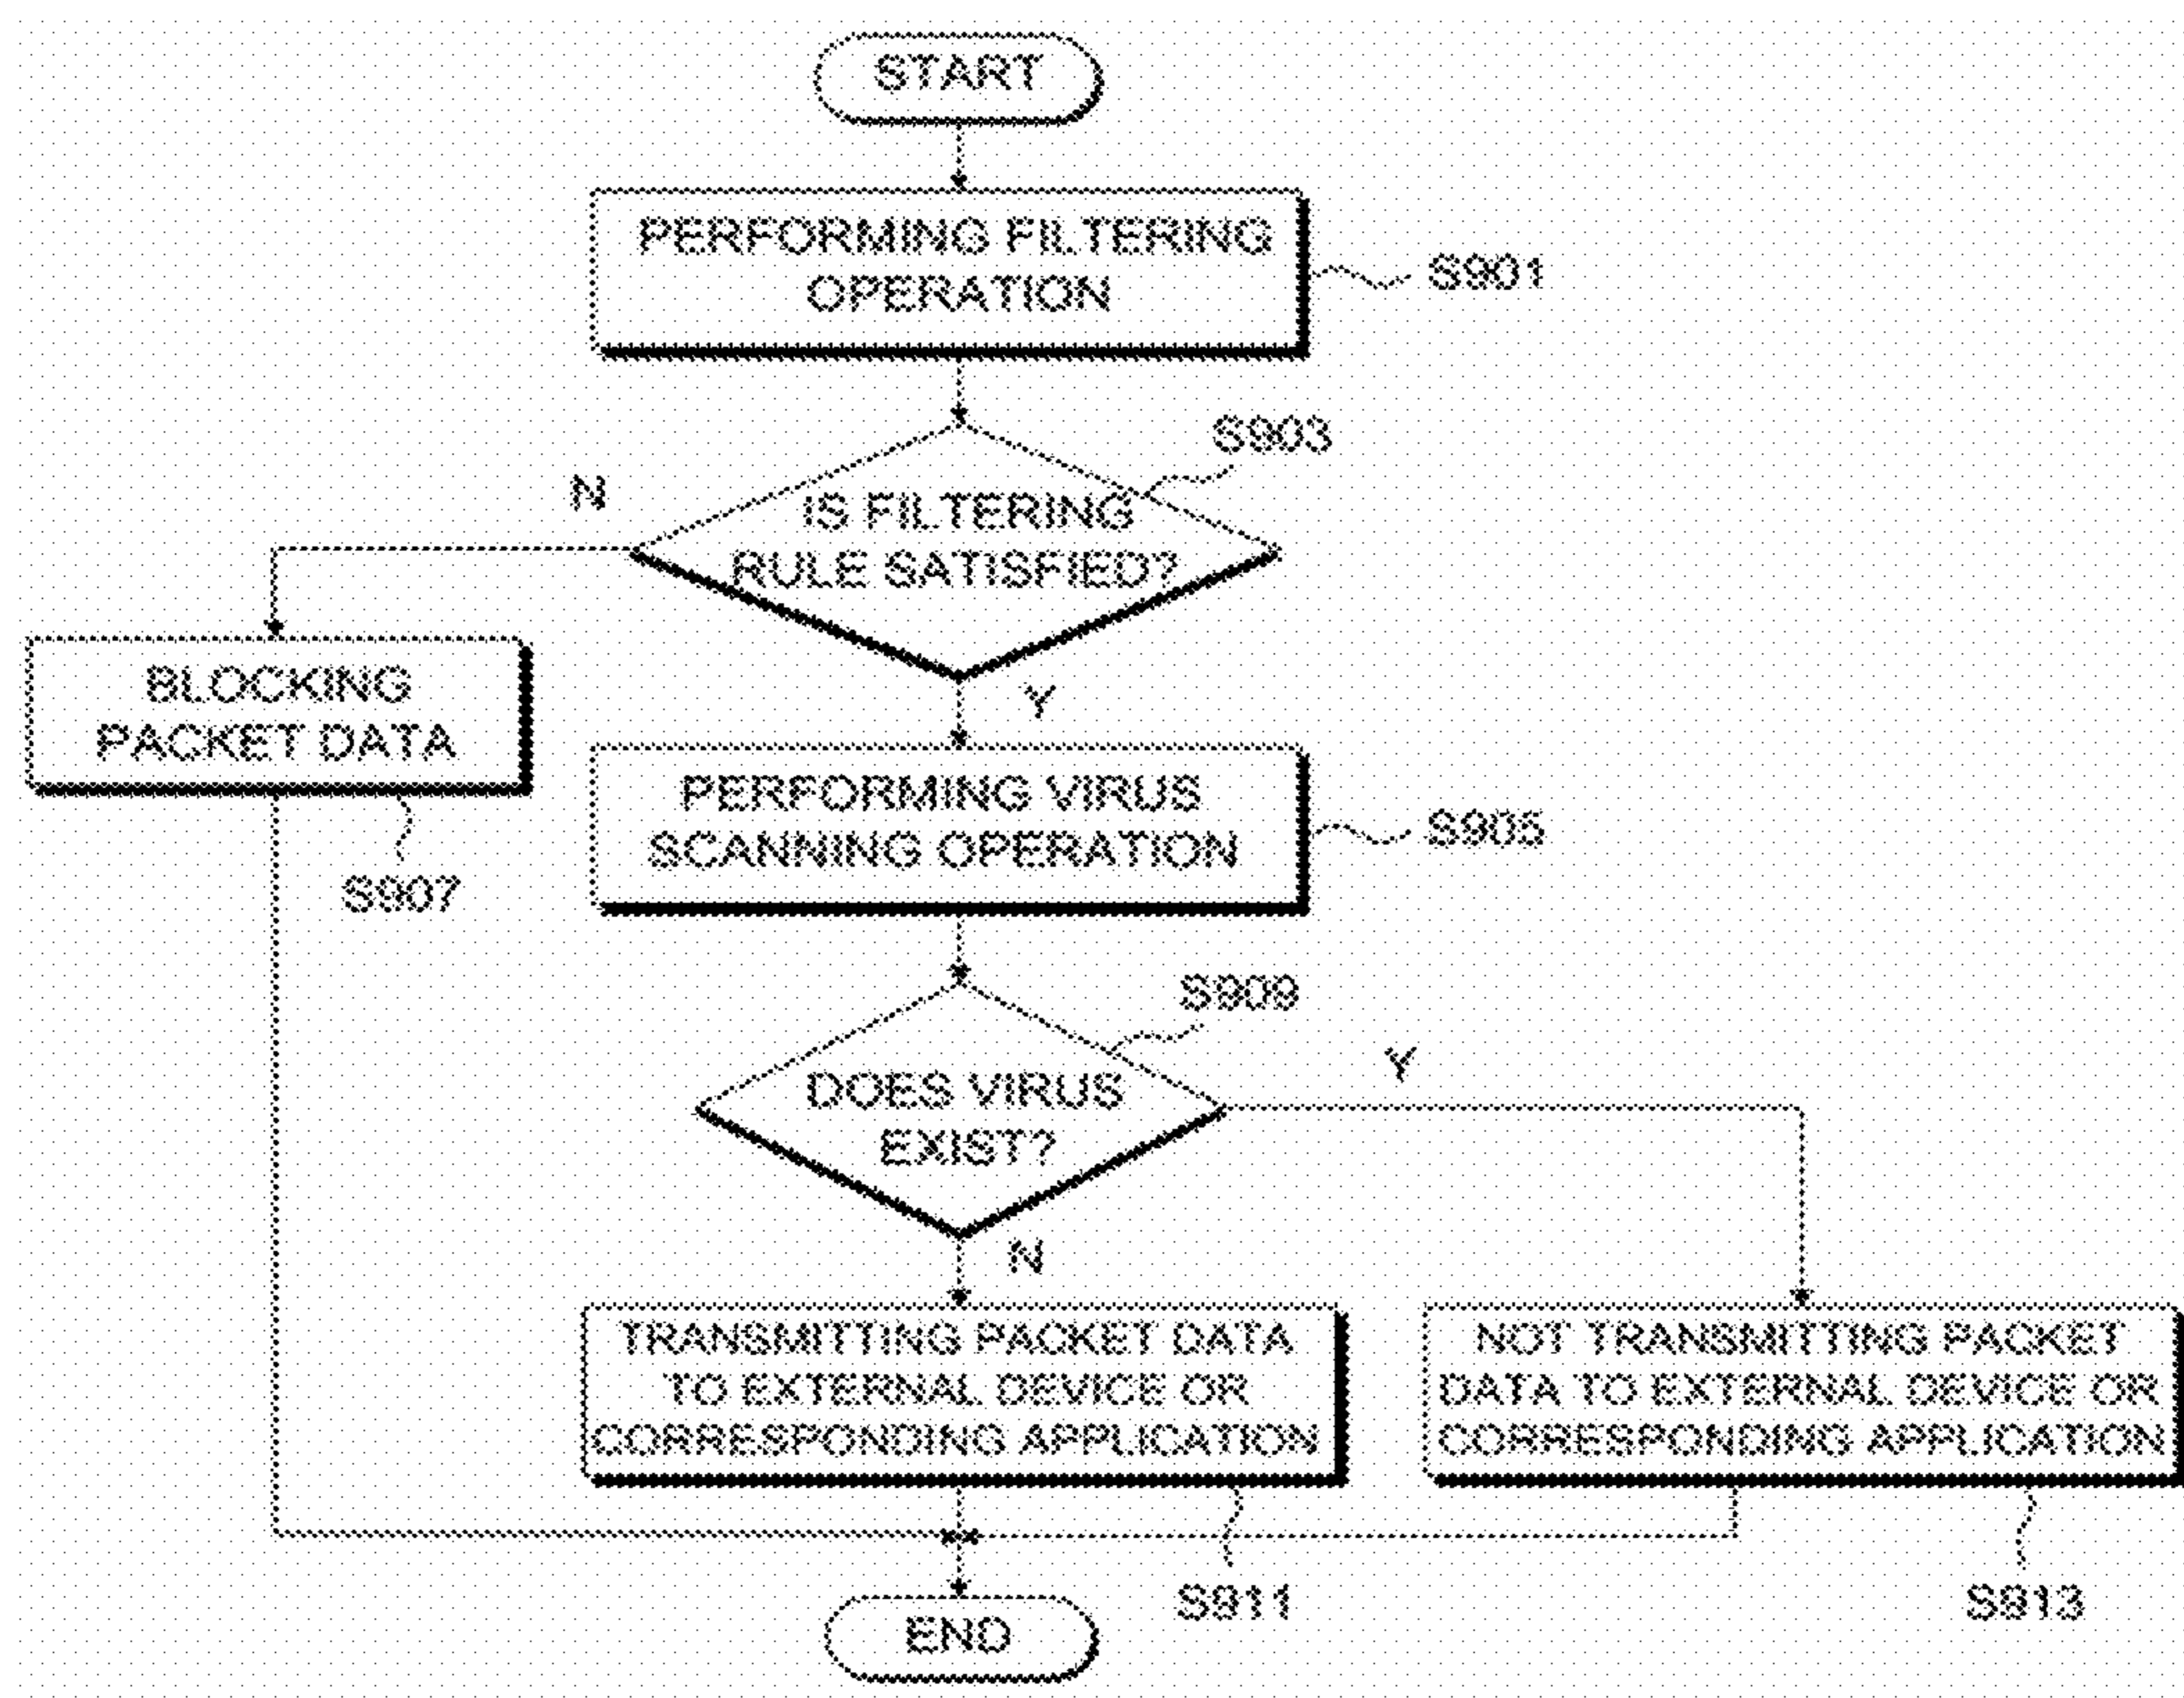 START
PERFORMING FILTERING
OPERATION
S901
S903
N
IS FILTERING
RULE SATISFIED?
BLOCKING
PACKET DATA
Y
S907
PERFORMING VIRUS
SCANNING OPERATION
S905
S909
DOES VIRUS
EXIST?
Y
N
TRANSMITTING PACKET DATA
TO EXTERNAL DEVICE OR
CORRESPONDING APPLICATION
NOT TRANSMITTING PACKET
DATA TO EXTERNAL DEVICE OR
CORRESPONDING APPLICATION
S911
S913
END